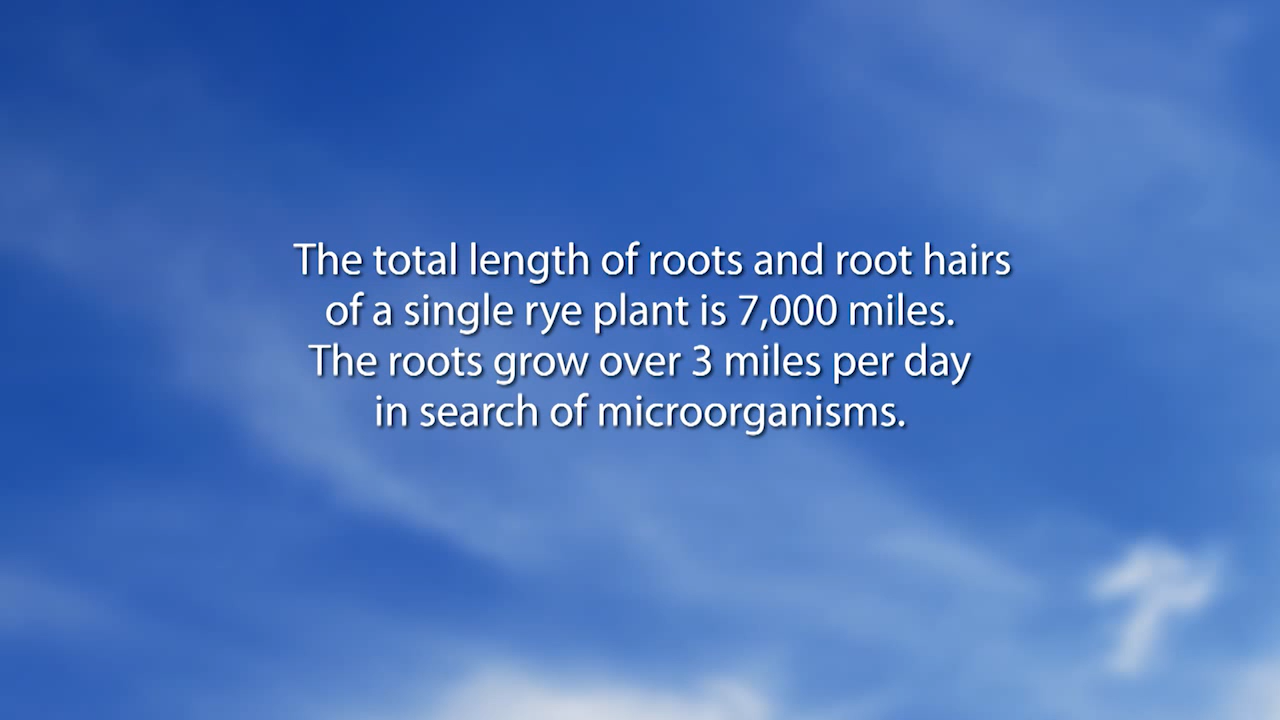 The total length of roots and root hairs
of a single rye plant is 7,000 miles.
The roots grow over 3 miles per day
in search of microorganisms.